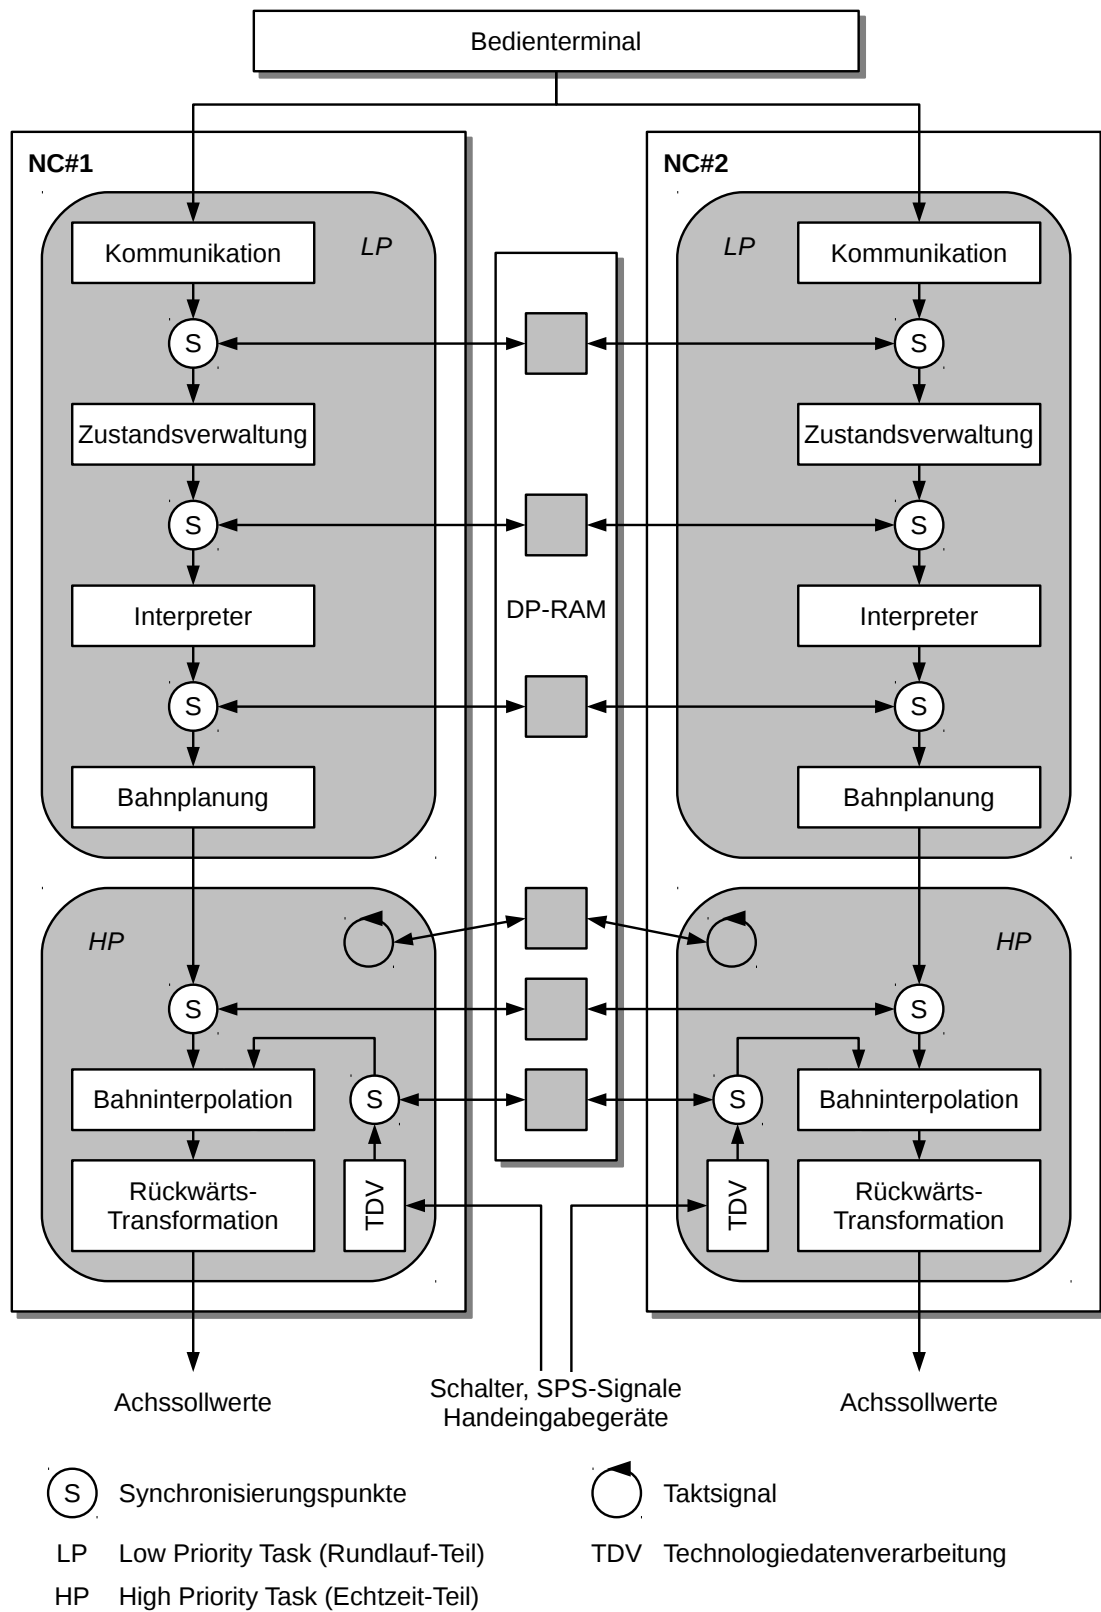 Bedienterminal
NC#1
NC#2
Kommunikation
LP
LP
Kommunikation
S
S
Zustandsverwaltung
Zustandsverwaltung
S
S
Interpreter
DP-RAM
Interpreter
S
S
Bahnplanung
Bahnplanung
HP
HP
S
S
Bahninterpolation
S
S
Bahninterpolation
Rückwärts-
Transformation
TDV
TDV
Rückwärts-
Transformation
Achssollwerte
Schalter, SPS-Signale
Handeingabegeräte
Achssollwerte
S Synchronisierungspunkte
Taktsignal
LP Low Priority Task (Rundlauf-Teil)
TDV Technologiedatenverarbeitung
HP High Priority Task (Echtzeit-Teil)